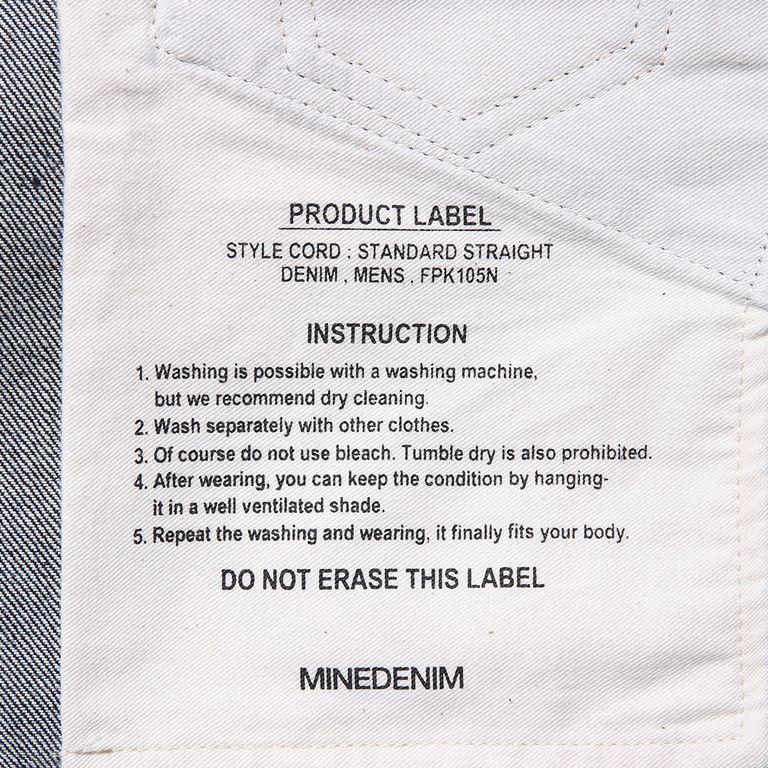 PRODUCT LABEL
STYLE CORD : STANDARD STRAIGHT
DENIM , MENS , FPK105N
INSTRUCTION
1. Washing is possible with a washing machine,
but we recommend dry cleaning.
2. Wash separately with other clothes.
3. Of course do not use bleach. Tumble dry is also prohibited.
4. After wearing, you can keep the condition by hanging-
it in a well ventilated shade.
5. Repeat the washing and wearing, it finally fits your body.
DO NOT ERASE THIS LABEL
MINEDENIM